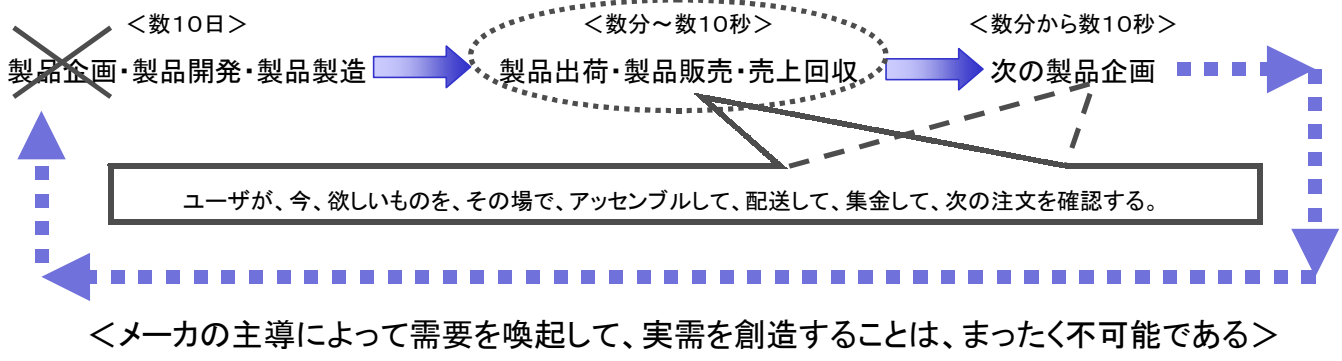 <数10日>
<数分~数10秒>
<数分から数10秒>
製品企画・製品開発・製品製造
製品出荷・製品販売・売上回収
次の製品企画
ユーザが、今、欲しいものを、その場で、アッセンブルして、配送して、集金して、次の注文を確認する。
<メーカの主導によって需要を喚起して、実需を創造することは、まったく不可能である>